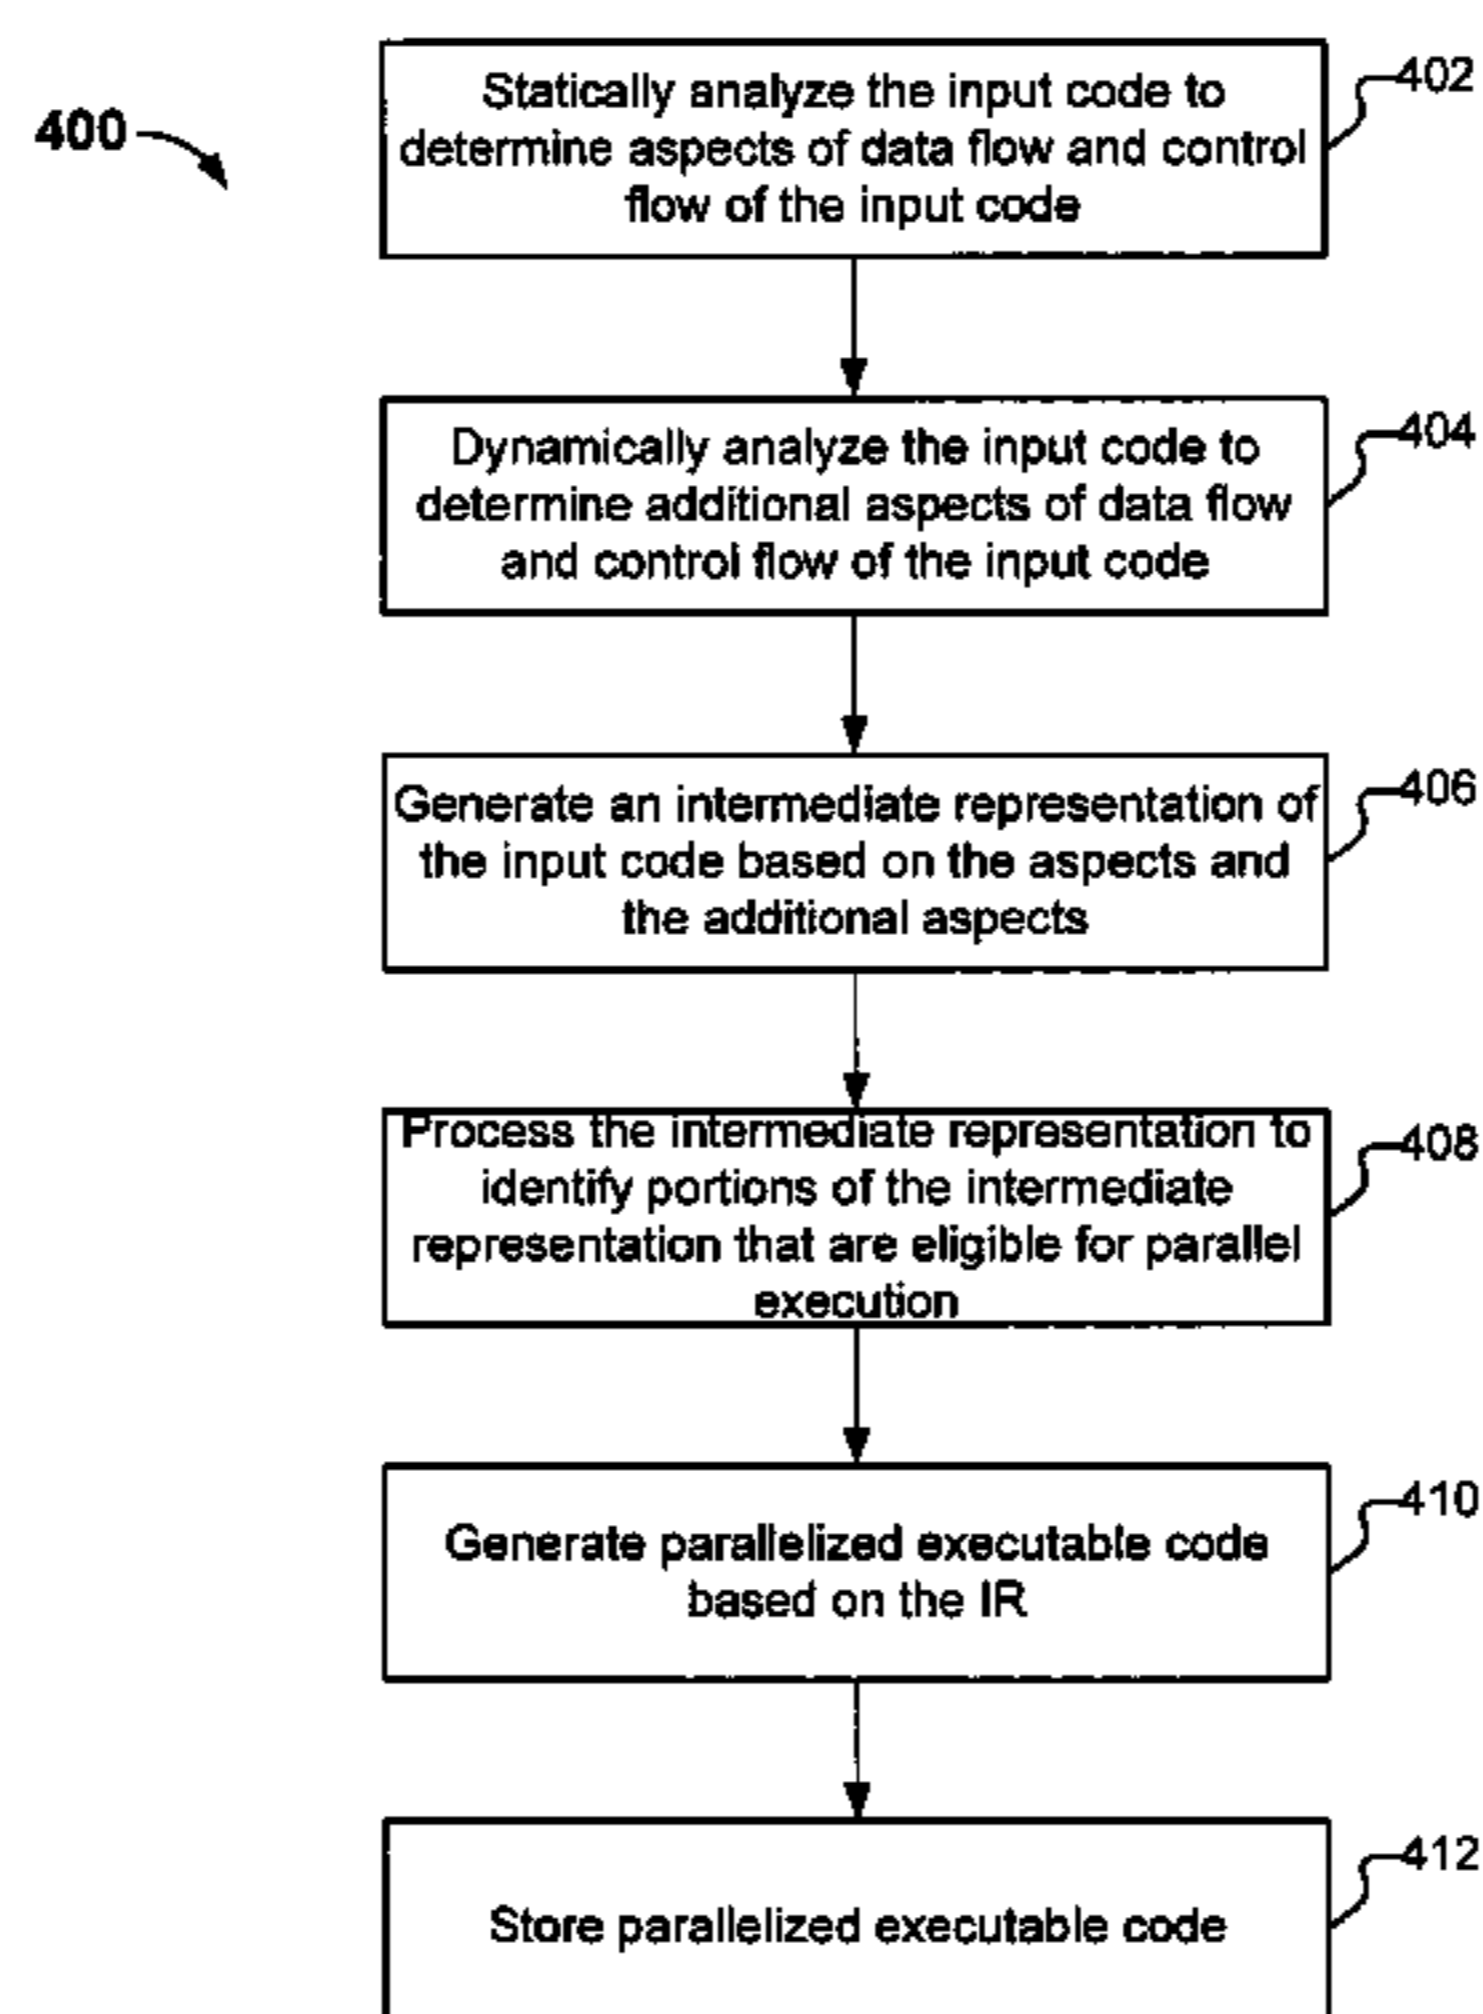 400
Statically analyze the input code to
determine aspects of data flow and control
flow of the input code
402
Dynamically analyze the input code to
determine additional aspects of data flow
and control flow of the input code
404
Generate an intermediate representation of
the input code based on the aspects and
the additional aspects
406
Process the intermediate representation to
identify portions of the intermediate
representation that are eligible for parallel
execution
408
Generate parallelized executable code
based on the IR
410
Store parallelized executable code
412